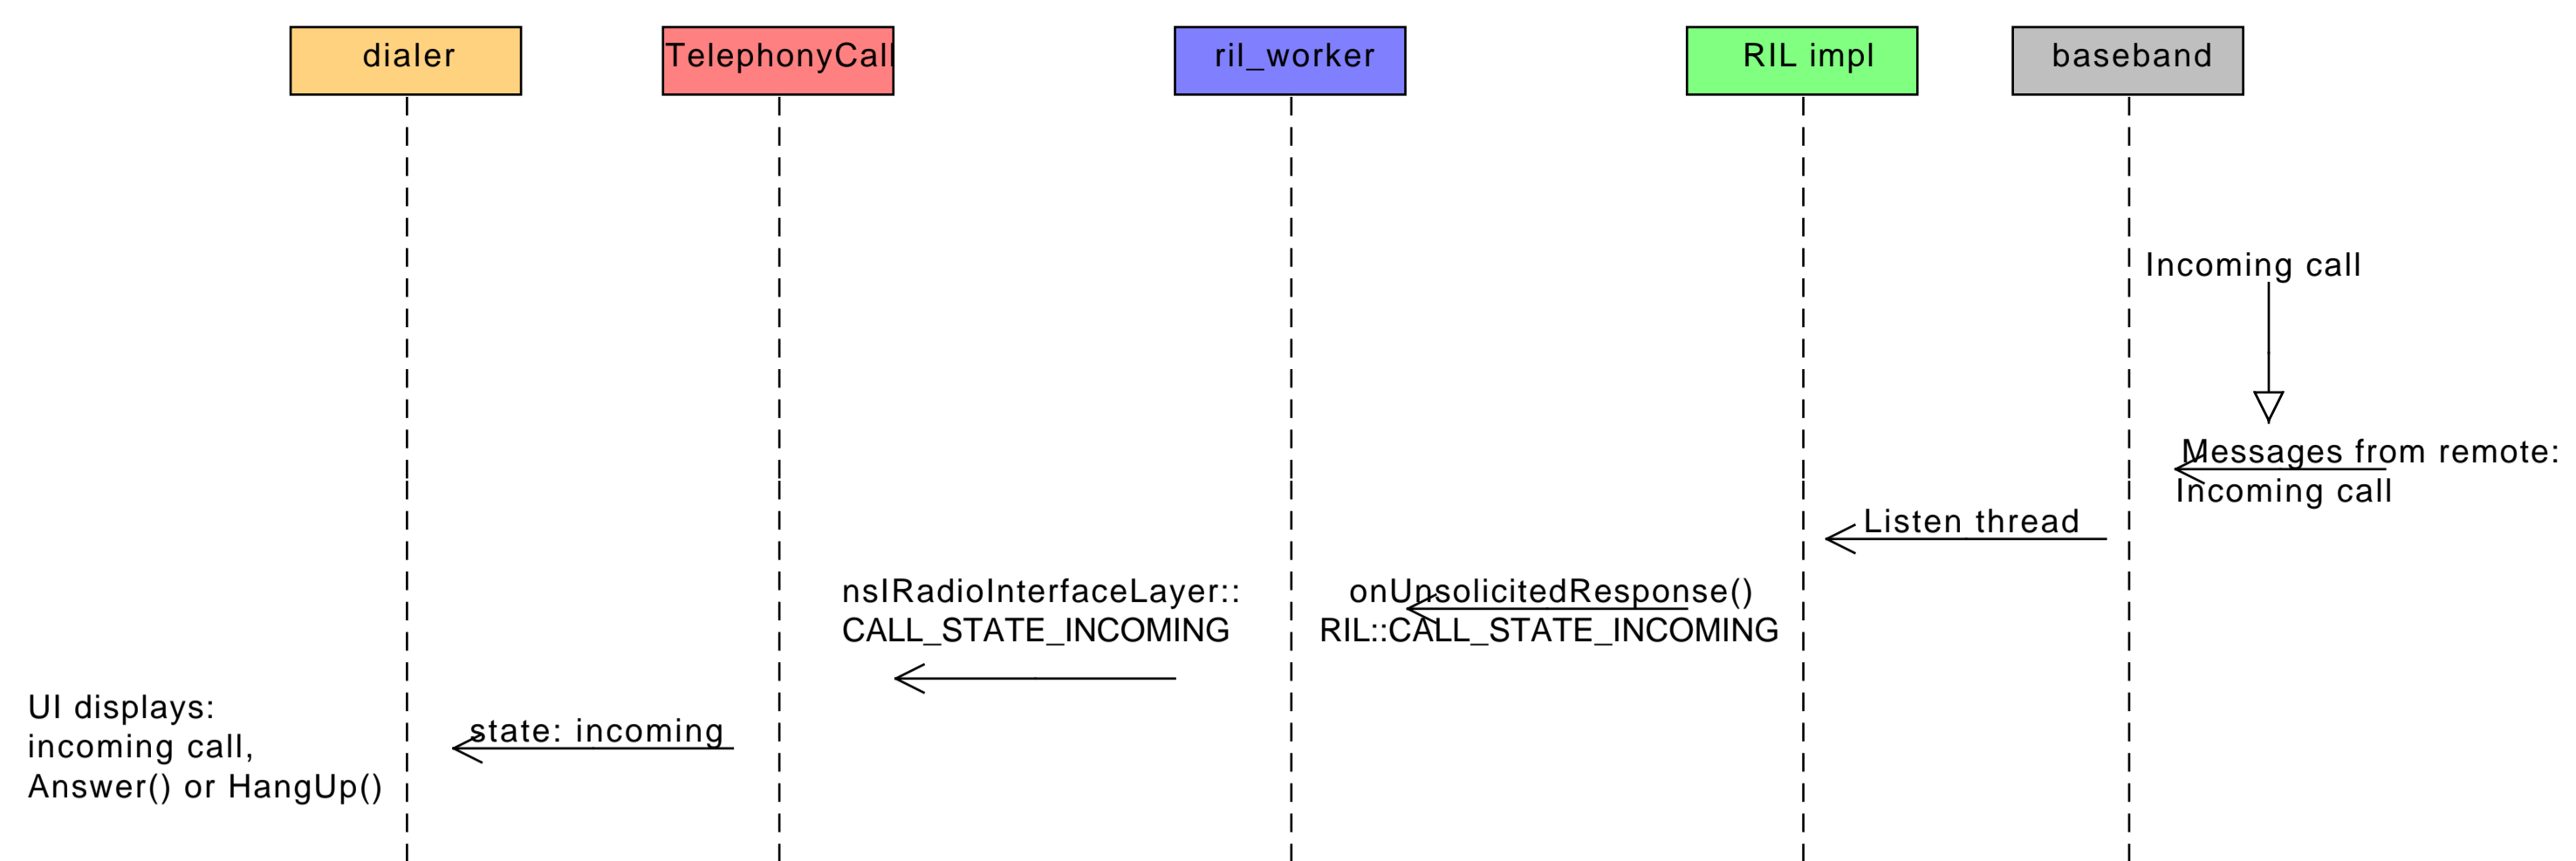 dialer
TelephonyCall
ril_worker
RIL impl
baseband
Incoming call
Messages from remote:
Incoming call
Listen thread
onUnsolicitedResponse()
RIL::CALL_STATE_INCOMING
nsIRadioInterfaceLayer::
CALL_STATE_INCOMING
state: incoming
UI displays:
incoming call,
Answer() or HangUp()